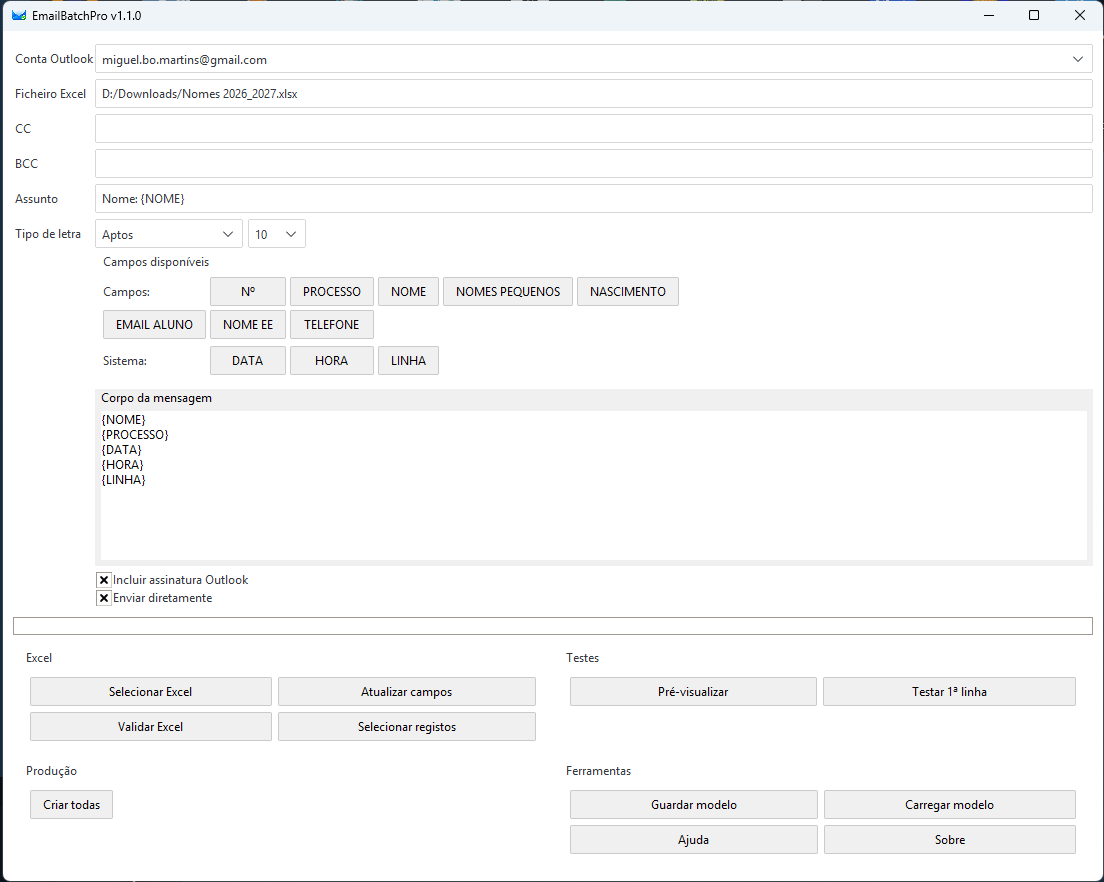 EmailBatchPro v1.1.0
Conta Outlook miguel.bo.martins@gmail.com
Ficheiro Excel D:/Downloads/Nomes 2026_2027.xlsx
CC
BCC
Assunto Nome: {NOME}
Tipo de letra Aptos 10
Campos disponíveis
Campos: Nº PROCESSO NOME NOMES PEQUENOS NASCIMENTO
EMAIL ALUNO NOME EE TELEFONE
Sistema: DATA HORA LINHA
Corpo da mensagem
{NOME}
{PROCESSO}
{DATA}
{HORA}
{LINHA}
Incluir assinatura Outlook
Enviar diretamente
Excel
Selecionar Excel Atualizar campos
Validar Excel Selecionar registos
Testes
Pré-visualizar Testar 1ª linha
Produção
Criar todas
Ferramentas
Guardar modelo Carregar modelo
Ajuda Sobre